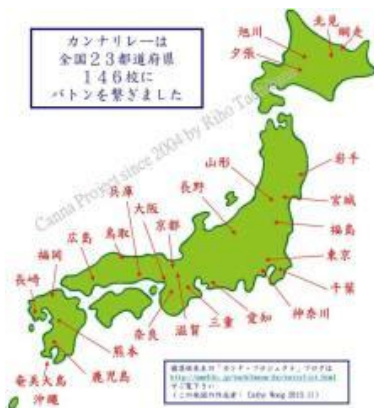 カンナリレーは
全国23都道府県
146校に
バトンを繋ぎました
北見
網走
旭川
夕張
Canna Project since 2004 by Riho
岩手
山形
宮城
長野
福島
兵庫
大阪
京都
鳥取
広島
福岡
長崎
東京
千葉
神奈川
愛知
三重
滋賀
奈良
熊本
鹿児島
奄美大島
沖縄